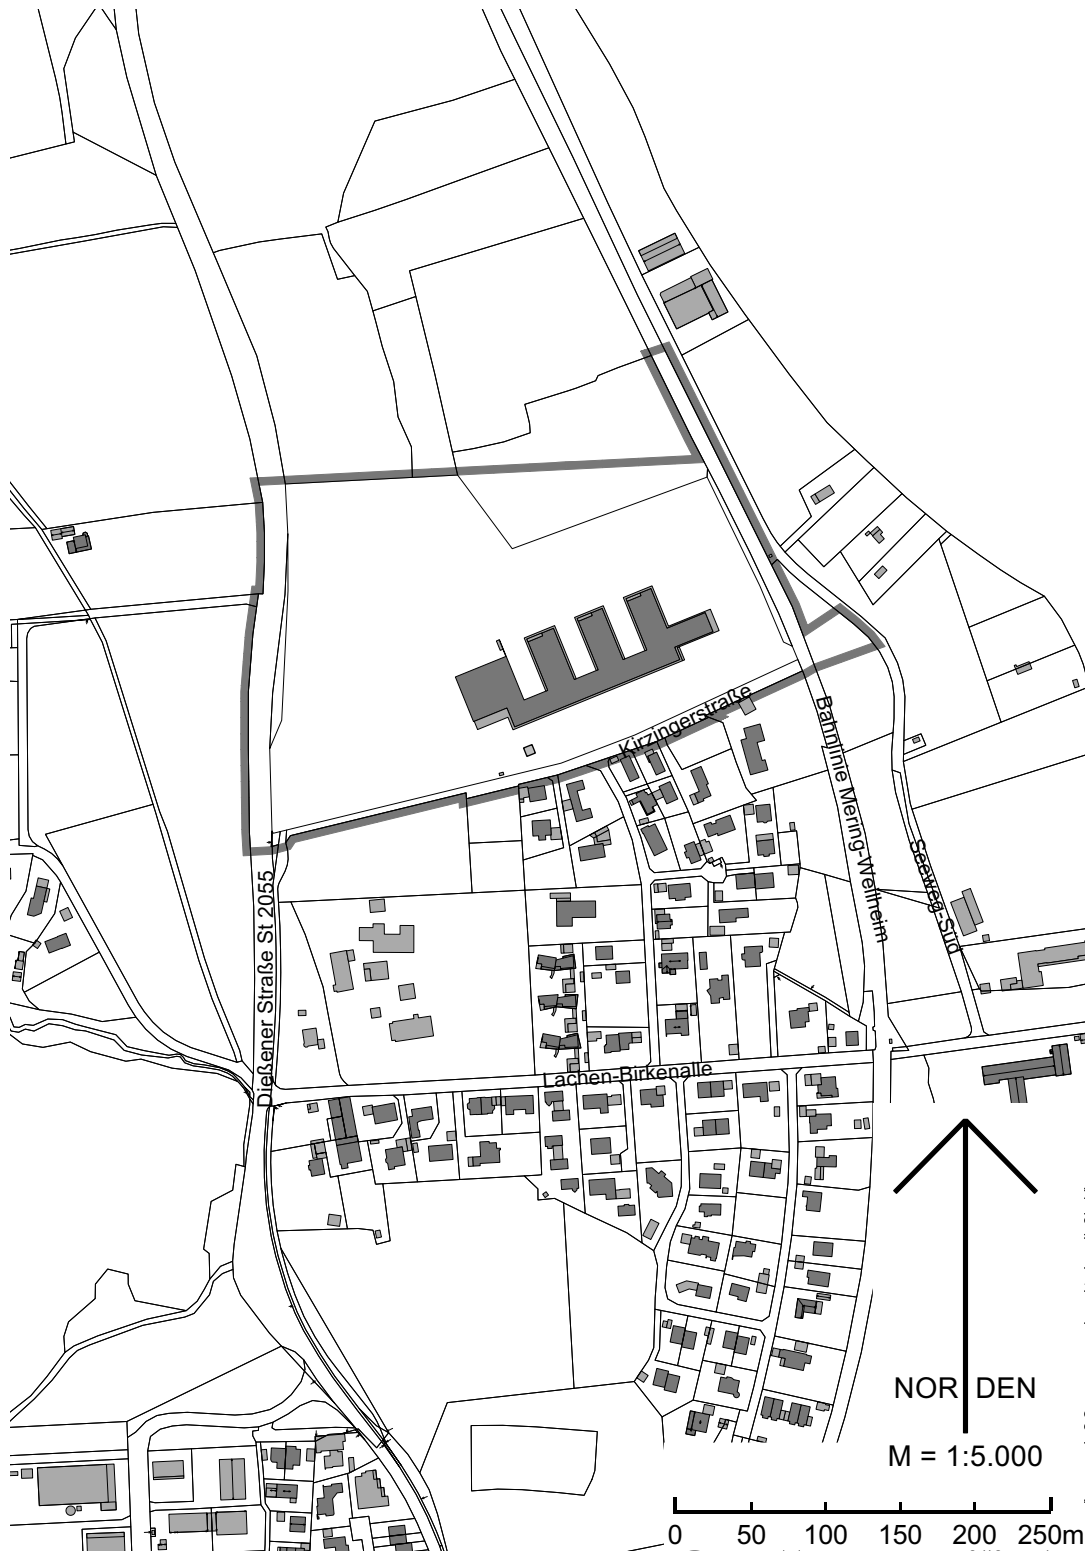 Kirzingerstraße
Bahnlinie Mering-Weilheim
Seeweg-Süd
Dießener Straße St 2055
Lachen-Birkenalle
NORDEN
M = 1:5.000
0 50 100 150 200 250m